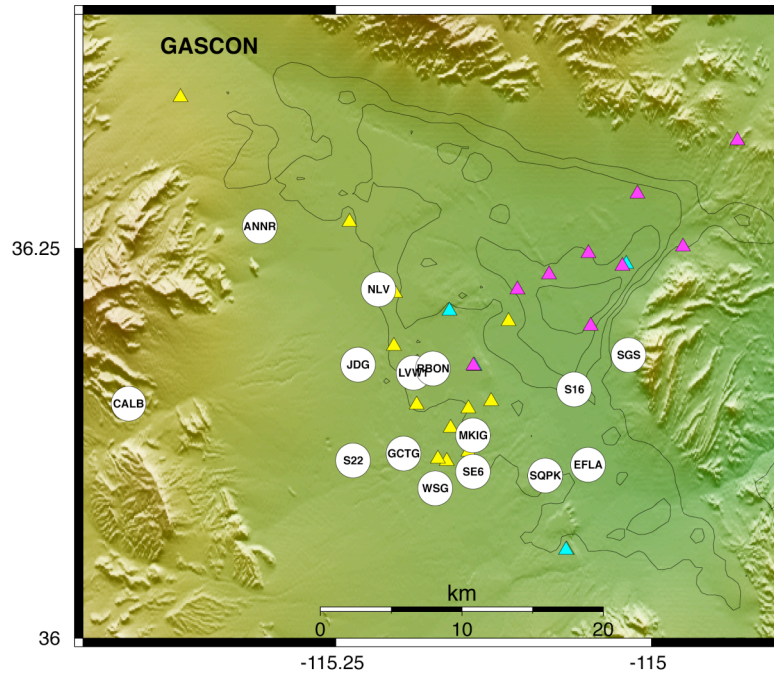 GASCON
ANNR
36.25
NLV
SGS
JDG
LVW1
RBON
S16
CALB
MKIG
GCTG
S22
EFLA
SE6
SQPK
WSG
km
0
10
20
36
-115.25
-115